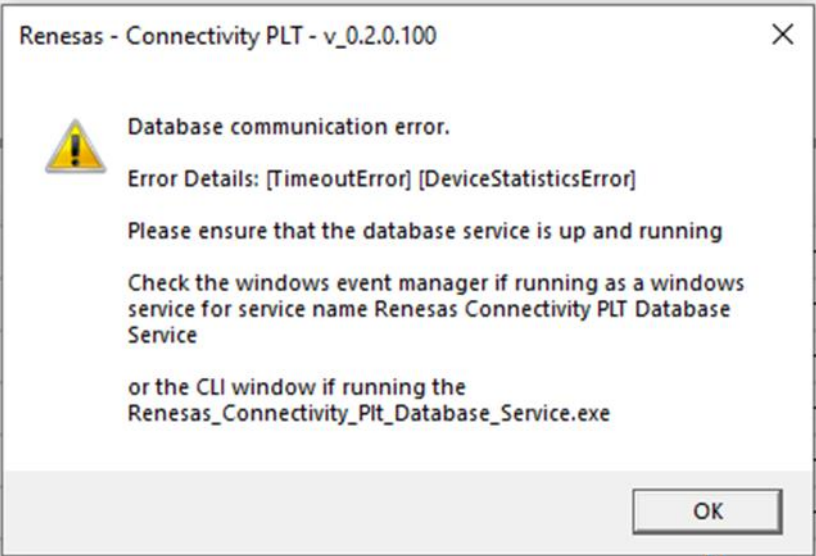 Renesas - Connectivity PLT - v_0.2.0.100
Database communication error.
Error Details: [TimeoutError] [DeviceStatisticsError]
Please ensure that the database service is up and running
Check the windows event manager if running as a windows
service for service name Renesas Connectivity PLT Database
Service
or the CLI window if running the
Renesas_Connectivity_Plt_Database_Service.exe
OK